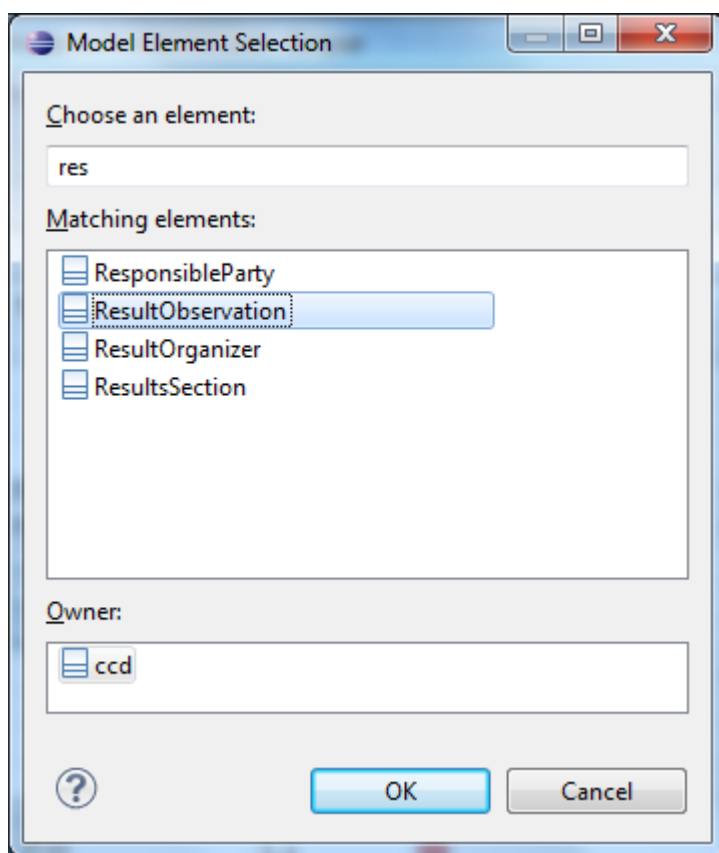 Model Element Selection
Choose an element:
res
Matching elements:
ResponsibleParty
ResultObservation
ResultOrganizer
ResultsSection
Owner:
ccd
?
OK Cancel